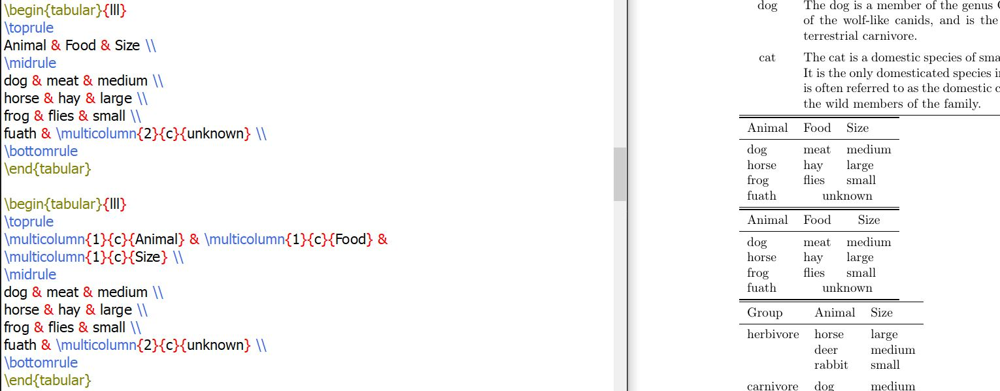 \begin{tabular}{lll}
\toprule
Animal & Food & Size \\
\midrule
dog & meat & medium \\
horse & hay & large \\
frog & flies & small \\
fuath & \multicolumn{2}{c}{unknown} \\
\bottomrule
\end{tabular}
\begin{tabular}{lll}
\toprule
\multicolumn{1}{c}{Animal} & \multicolumn{1}{c}{Food} &
\multicolumn{1}{c}{Size} \\
\midrule
dog & meat & medium \\
horse & hay & large \\
frog & flies & small \\
fuath & \multicolumn{2}{c}{unknown} \\
\bottomrule
\end{tabular}
dog The dog is a member of the genus
of the wolf-like canids, and is the
terrestrial carnivore.
cat The cat is a domestic species of
It is the only domesticated species
is often referred to as the domestic
the wild members of the family.
Animal Food Size
dog meat medium
horse hay large
frog flies small
fuath unknown
Animal Food Size
dog meat medium
horse hay large
frog flies small
fuath unknown
Group Animal Size
herbivore horse large
deer medium
rabbit small
carnivore dog medium